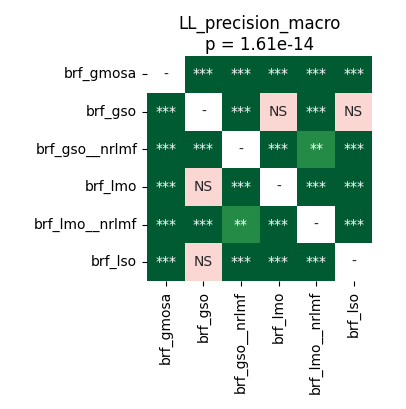 LL_precision_macro
p = 1.61e-14
brf_gmosa - *** *** *** *** ***
brf_gso *** - *** NS *** NS
brf_gso__nrlmf *** *** - *** ** ***
brf_lmo *** NS *** - *** ***
brf_lmo__nrlmf *** *** ** *** - ***
brf_lso *** NS *** *** *** -
brf_gmosa
brf_gso
brf_gso__nrlmf
brf_lmo
brf_lmo__nrlmf
brf_lso